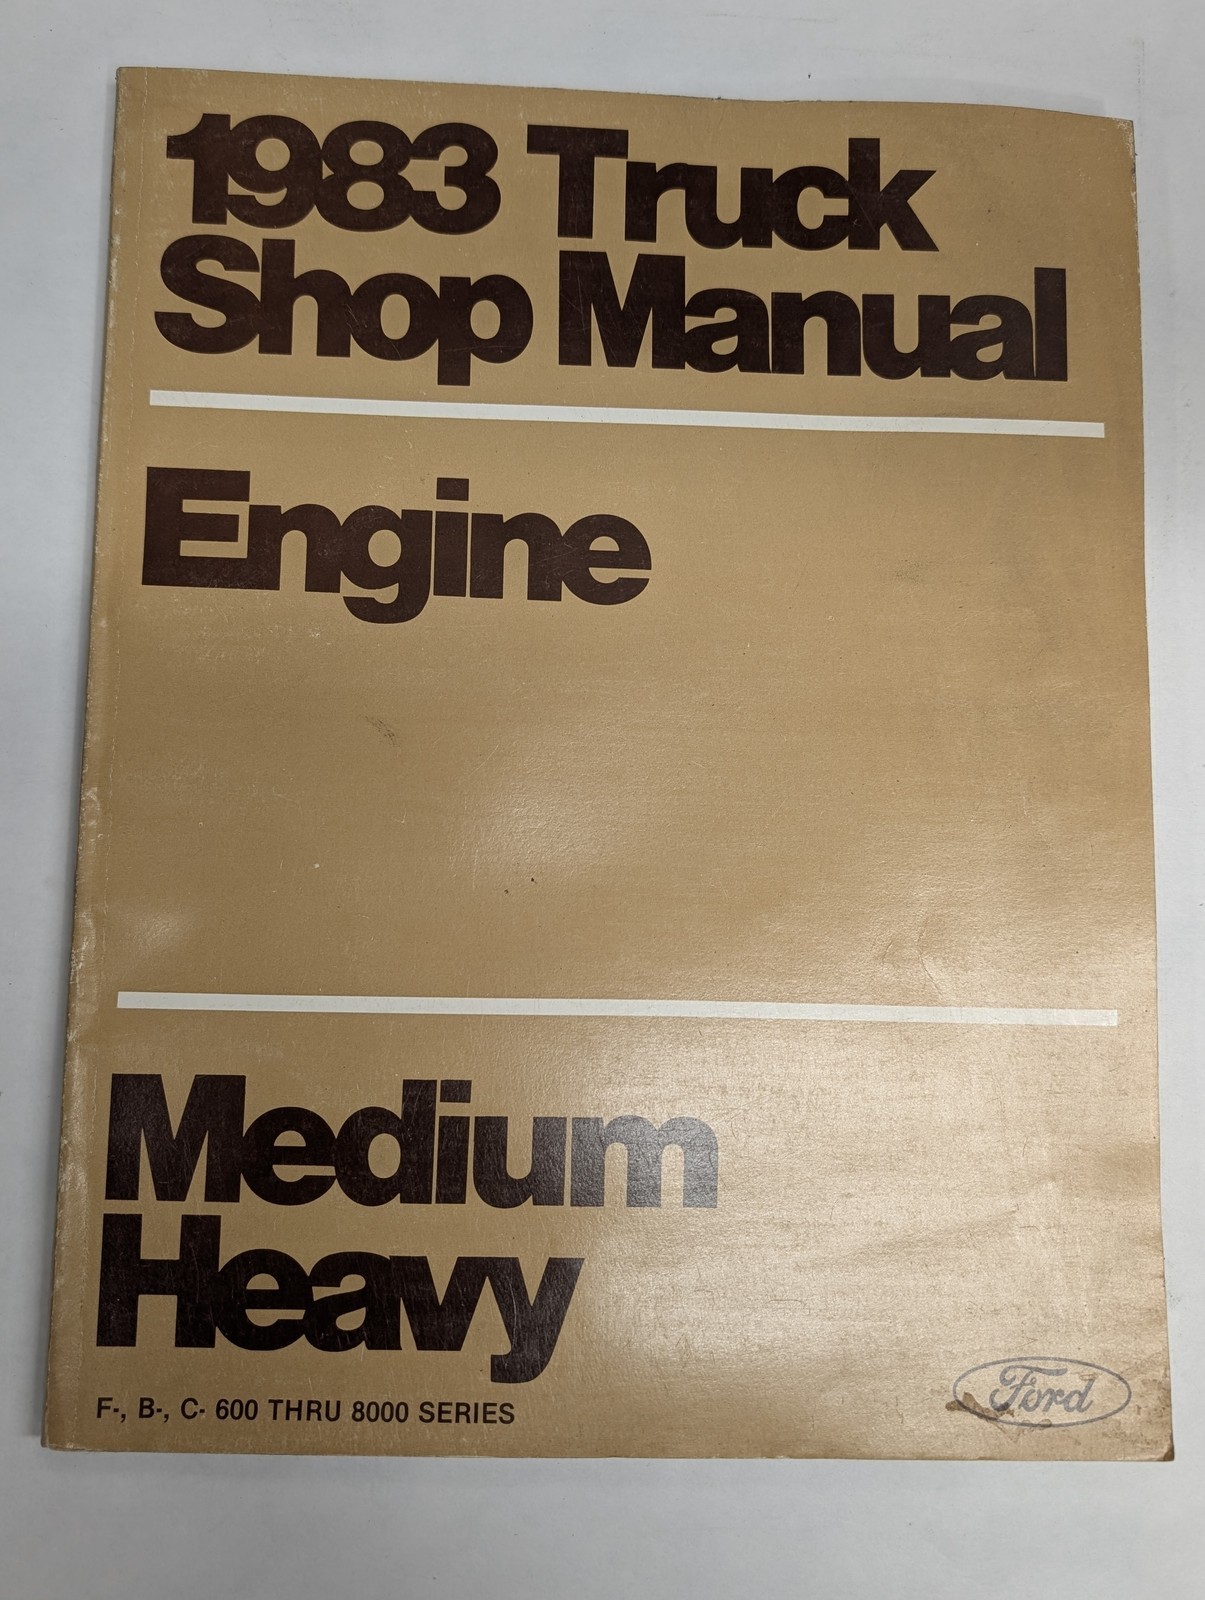 1983 Truck
Shop Manual
Engine
Medium
Heavy
F-, B-, C- 600 THRU 8000 SERIES
Ford